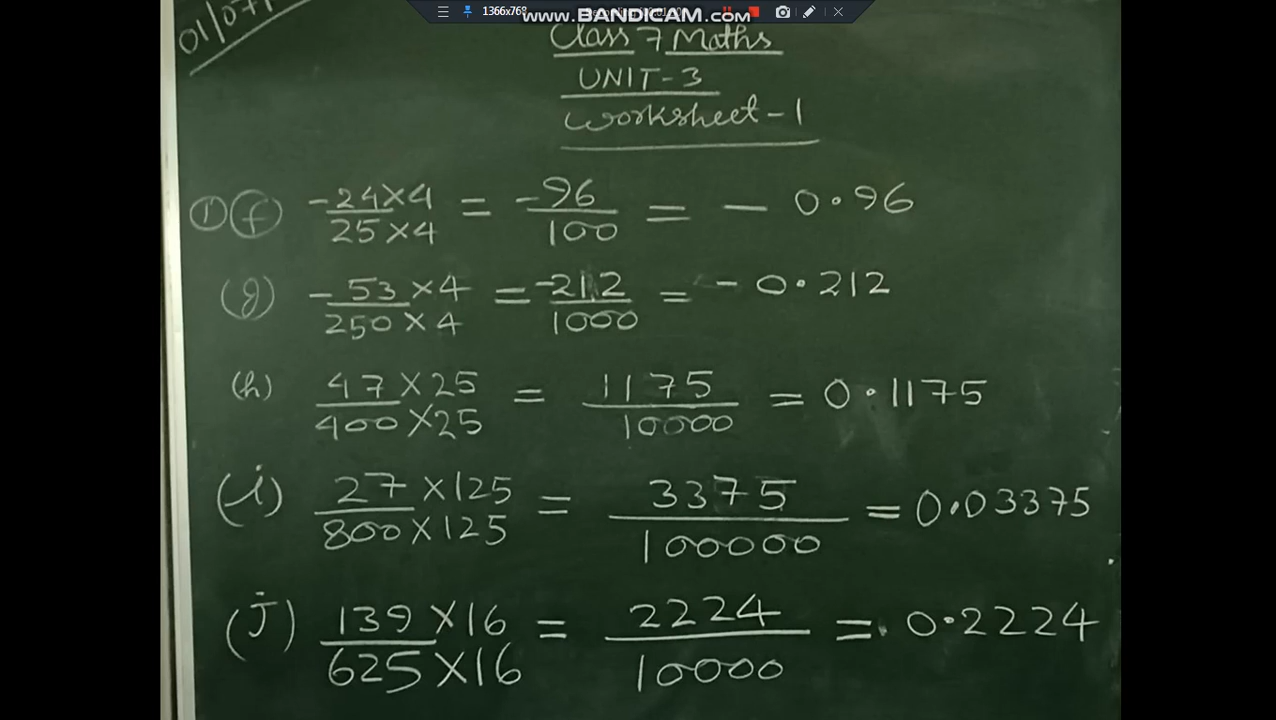 1366x768
www.BANDICAM.com
01/07/
Class 7 Maths
UNIT-3
Worksheet-1
① (f) -24×4/25×4 = -96/100 = - 0.96
(g) -53×4/250×4 = -212/1000 = - 0.212
(h) 47×25/400×25 = 1175/10000 = 0.1175
(i) 27×125/800×125 = 3375/100000 = 0.03375
(j) 139×16/625×16 = 2224/10000 = 0.2224